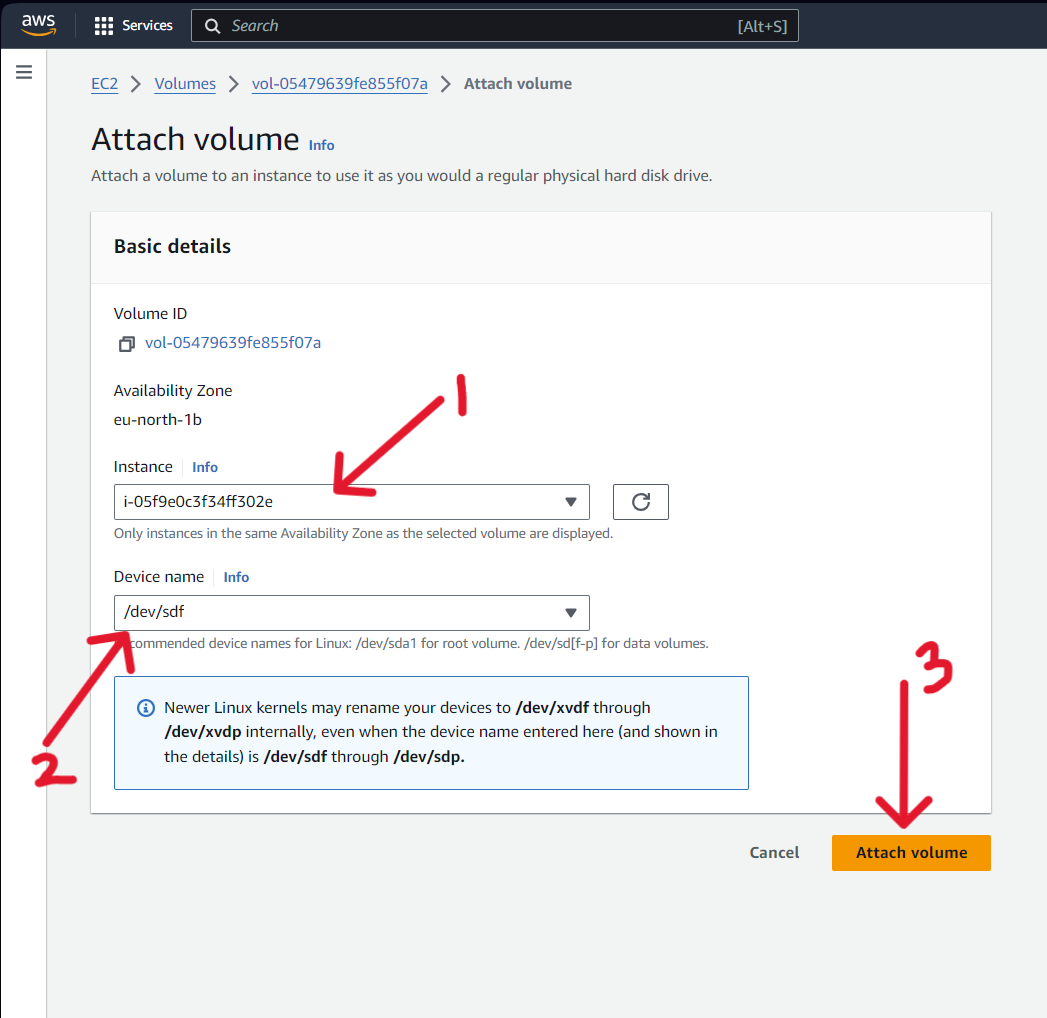 aws Services Search [Alt+S]
EC2 > Volumes > vol-05479639fe855f07a > Attach volume
Attach volume Info
Attach a volume to an instance to use it as you would a regular physical hard disk drive.
Basic details
Volume ID
vol-05479639fe855f07a
Availability Zone
eu-north-1b
1
Instance Info
i-05f9e0c3f34ff302e
Only instances in the same Availability Zone as the selected volume are displayed.
Device name Info
/dev/sdf
commended device names for Linux: /dev/sda1 for root volume. /dev/sd[f-p] for data volumes.
3
Newer Linux kernels may rename your devices to /dev/xvdf through
/dev/xvdp internally, even when the device name entered here (and shown in
the details) is /dev/sdf through /dev/sdp.
2
Cancel Attach volume